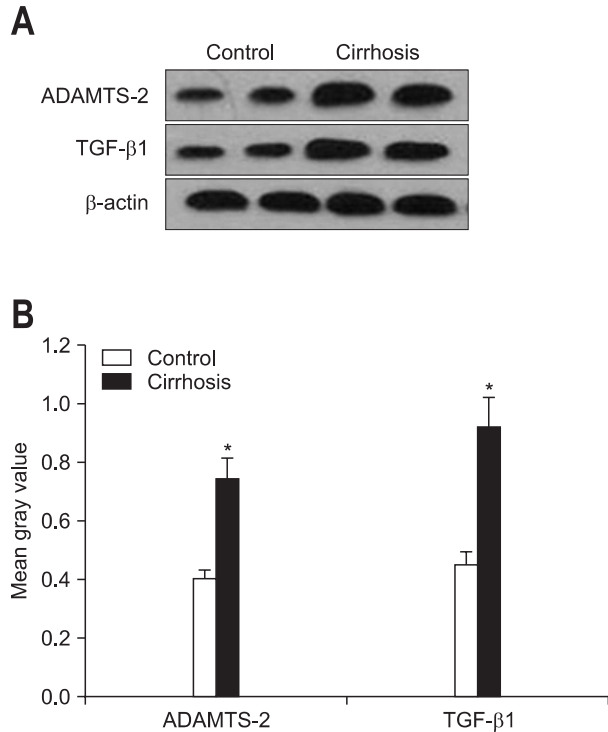 A
Control Cirrhosis
ADAMTS-2
TGF-β1
β-actin
B
1.2
1.0
0.8
0.6
0.4
0.2
0.0
Mean gray value
Control
Cirrhosis
*
*
ADAMTS-2 TGF-β1